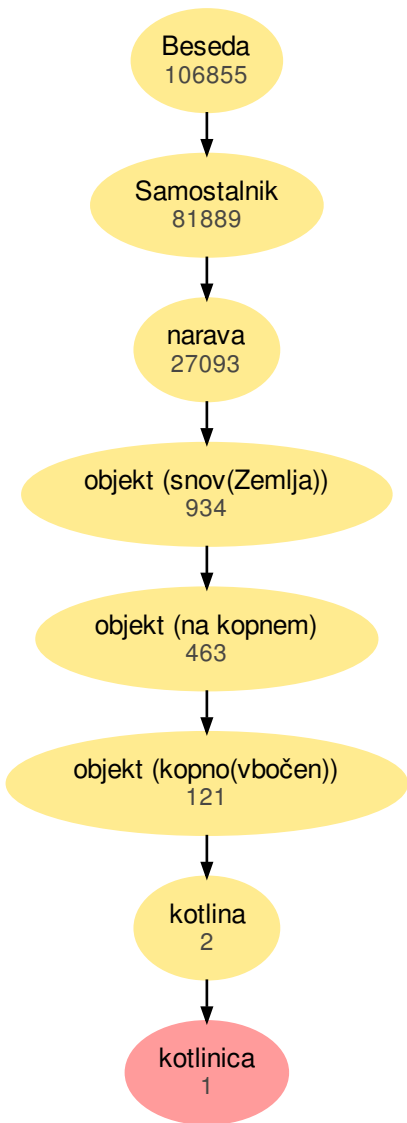 Beseda
106855
Samostalnik
81889
narava
27093
objekt (snov(Zemlja))
934
objekt (na kopnem)
463
objekt (kopno(vbočen))
121
kotlina
2
kotlinica
1